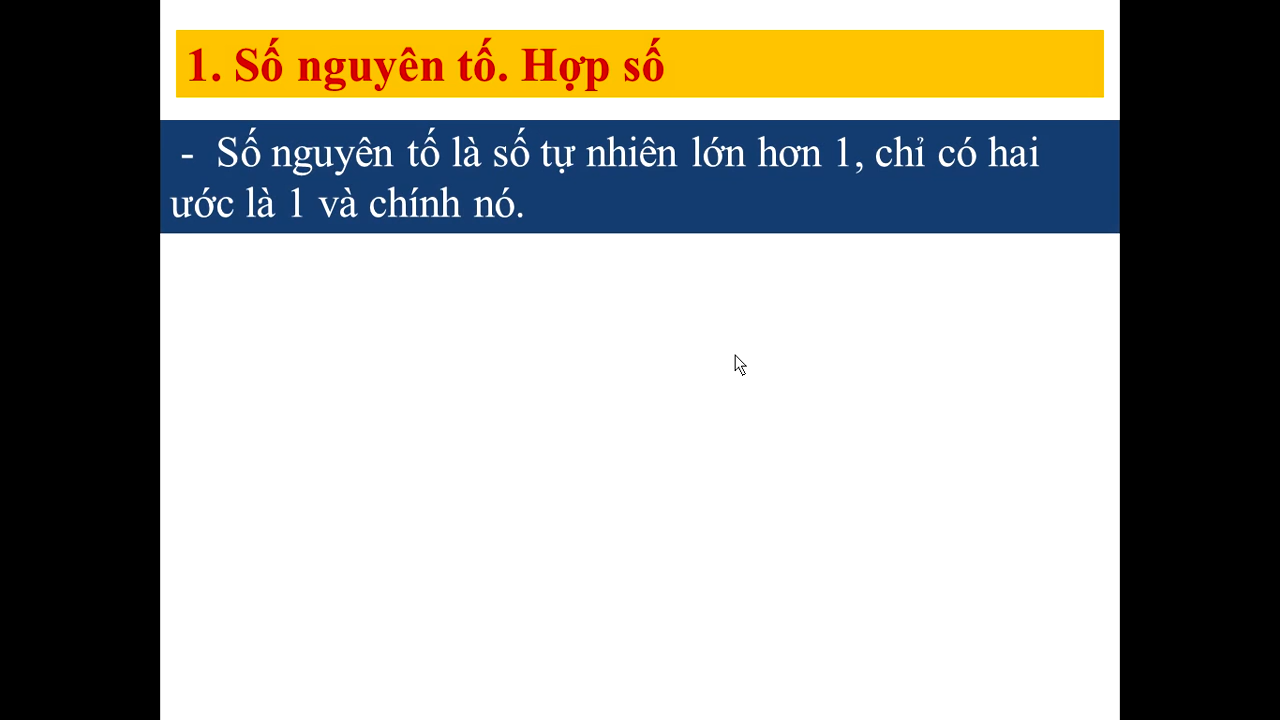 1. Số nguyên tố. Hợp số
- Số nguyên tố là số tự nhiên lớn hơn 1, chỉ có hai
ước là 1 và chính nó.